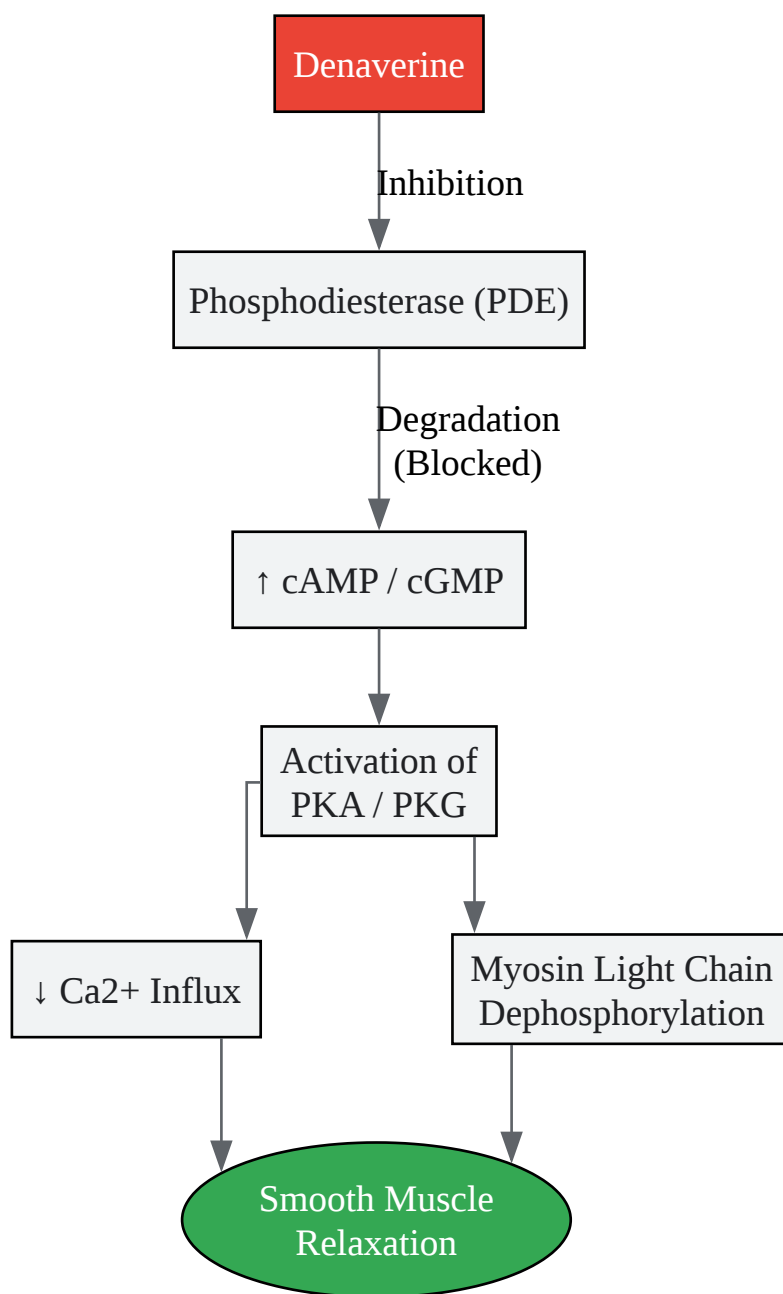 Denaverine
Inhibition
Phosphodiesterase (PDE)
Degradation
(Blocked)
↑ cAMP / cGMP
Activation of
PKA / PKG
↓ Ca2+ Influx
Myosin Light Chain
Dephosphorylation
Smooth Muscle
Relaxation